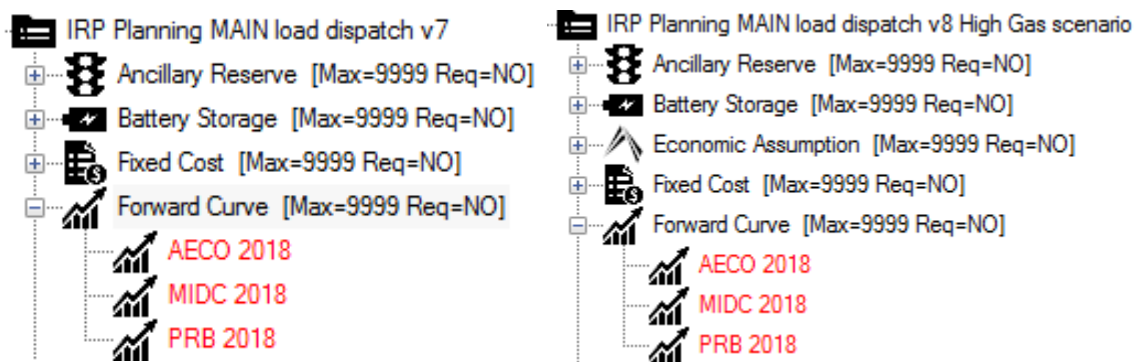 IRP Planning MAIN load dispatch v7
Ancillary Reserve [Max=9999 Req=NO]
Battery Storage [Max=9999 Req=NO]
Fixed Cost [Max=9999 Req=NO]
Forward Curve [Max=9999 Req=NO]
AECO 2018
MIDC 2018
PRB 2018
IRP Planning MAIN load dispatch v8 High Gas scenario
Ancillary Reserve [Max=9999 Req=NO]
Battery Storage [Max=9999 Req=NO]
Economic Assumption [Max=9999 Req=NO]
Fixed Cost [Max=9999 Req=NO]
Forward Curve [Max=9999 Req=NO]
AECO 2018
MIDC 2018
PRB 2018